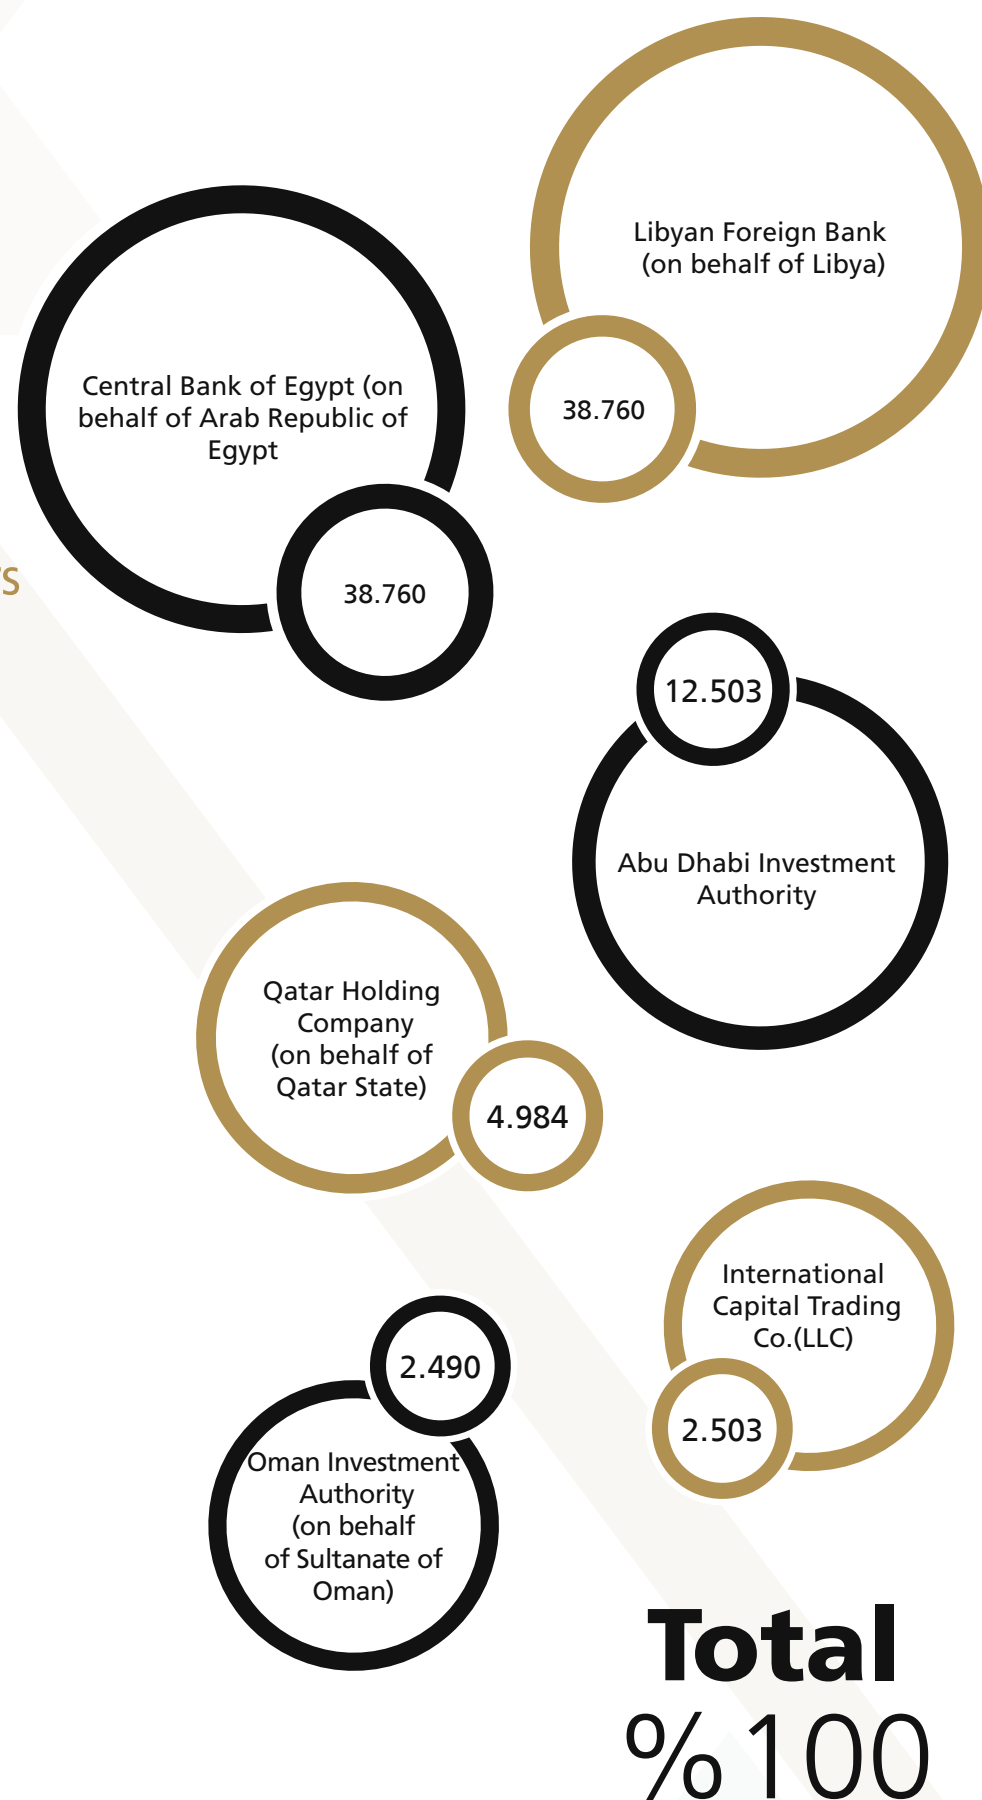 Libyan Foreign Bank
(on behalf of Libya)
38.760
Central Bank of Egypt (on
behalf of Arab Republic of
Egypt
38.760
12.503
Abu Dhabi Investment
Authority
Qatar Holding
Company
(on behalf of
Qatar State)
4.984
International
Capital Trading
Co.(LLC)
2.503
2.490
Oman Investment
Authority
(on behalf
of Sultanate of
Oman)
Total
%100